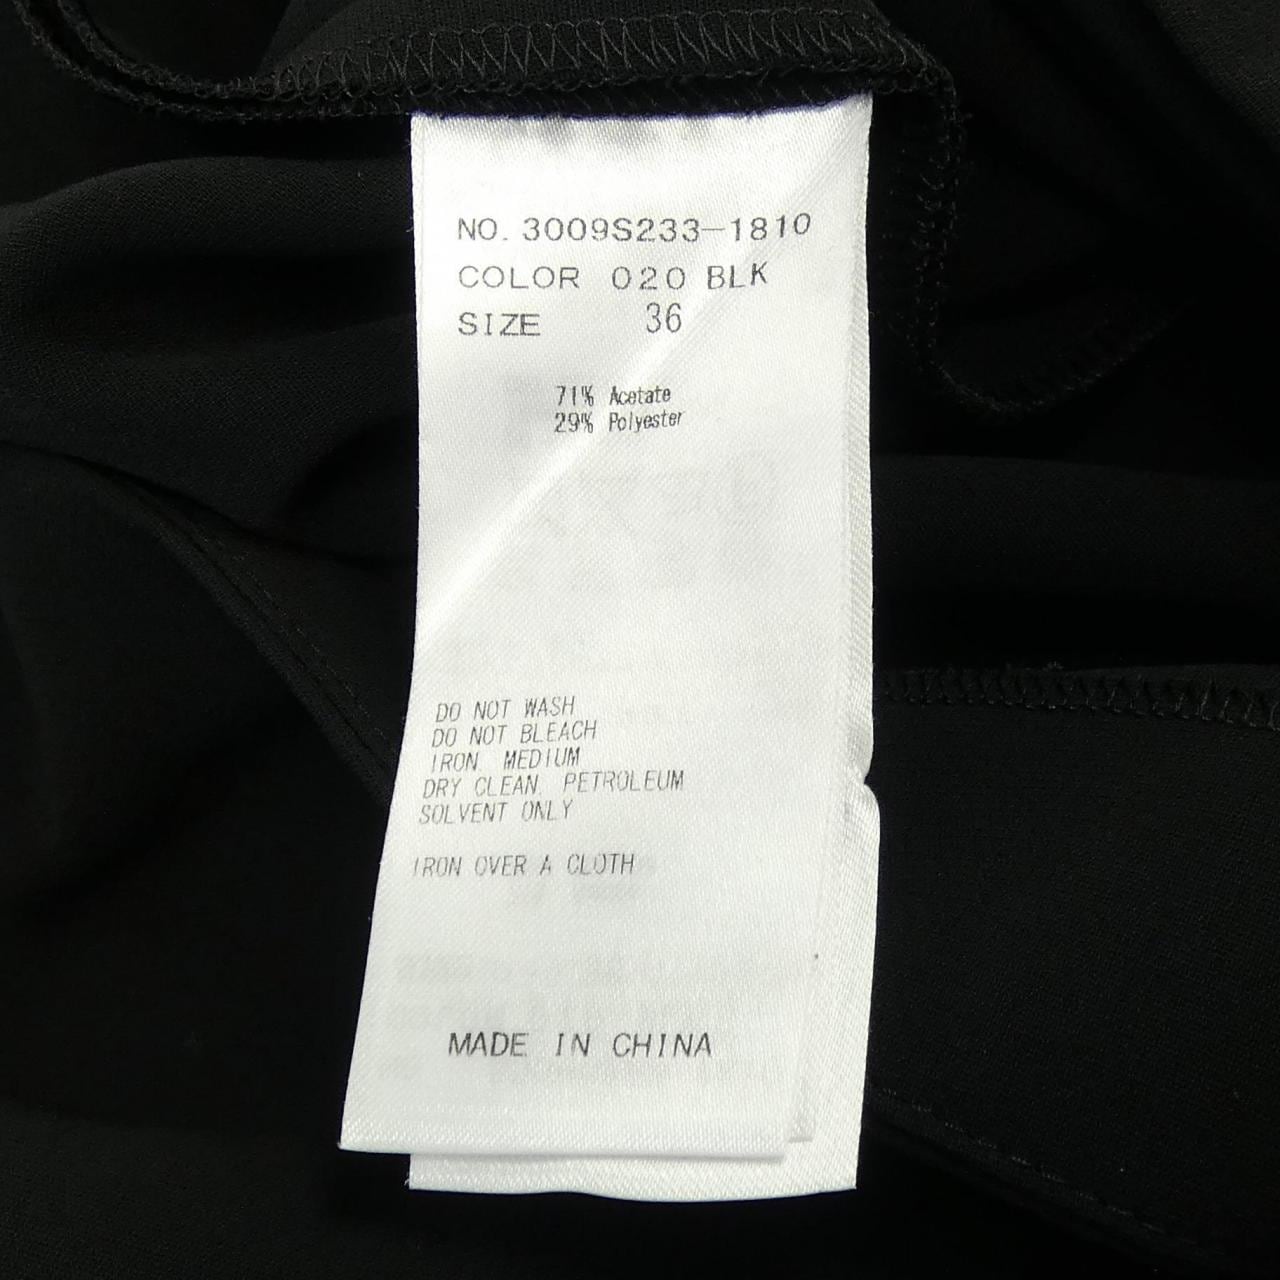 NO. 3009S233-1810
COLOR 020 BLK
SIZE 36
71% Acetate
29% Polyester
DO NOT WASH
DO NOT BLEACH
IRON MEDIUM
DRY CLEAN. PETROLEUM
SOLVENT ONLY
IRON OVER A CLOTH
MADE IN CHINA